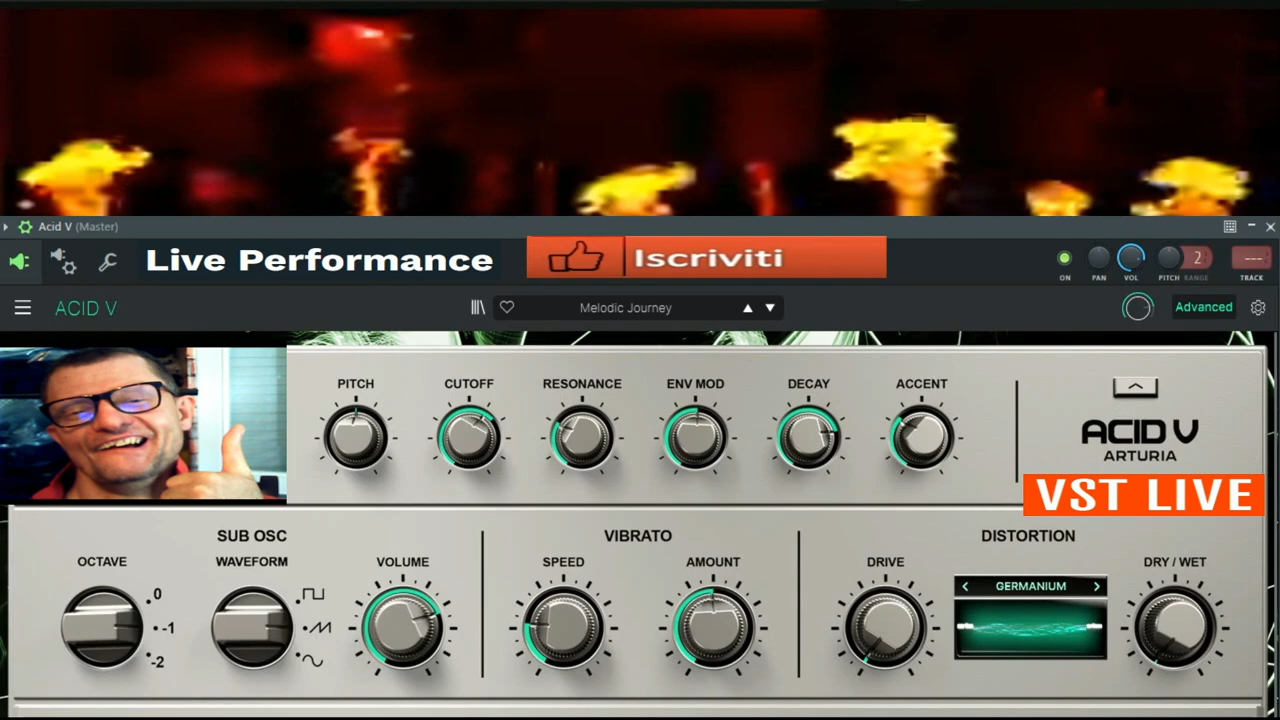 Acid V (Master)
Live Performance
Iscriviti
ON
PAN
VOL
PITCH RANGE
2
---
TRACK
ACID V
Melodic Journey
Advanced
PITCH
CUTOFF
RESONANCE
ENV MOD
DECAY
ACCENT
ACID V
ARTURIA
VST LIVE
SUB OSC
VIBRATO
DISTORTION
OCTAVE
WAVEFORM
VOLUME
SPEED
AMOUNT
DRIVE
DRY / WET
0
-1
-2
GERMANIUM